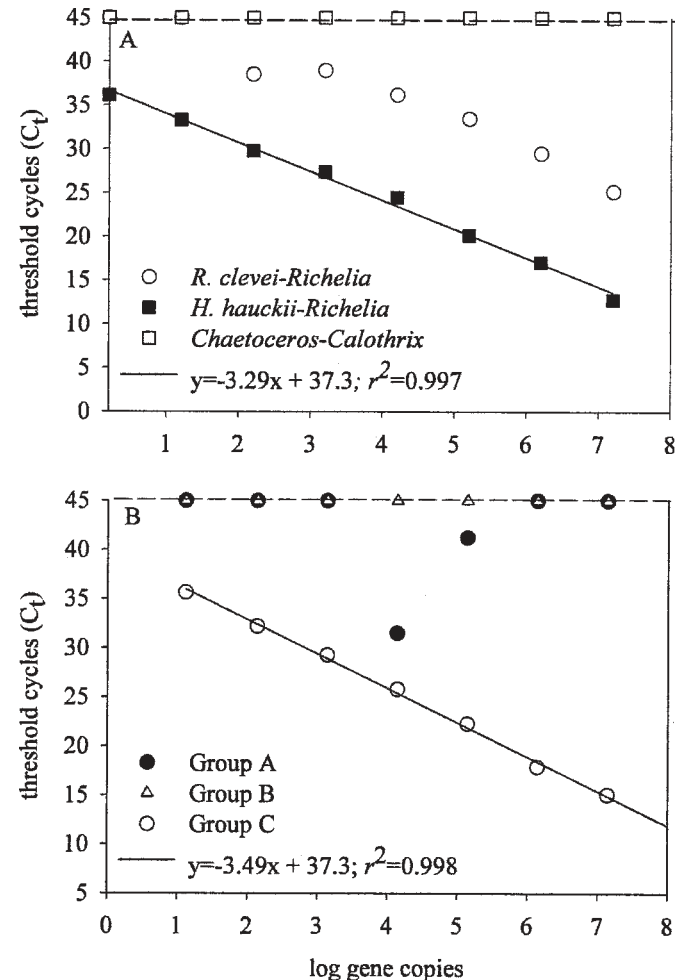 45
A
40
35
30
25
20
15
10
5
0
threshold cycles (Ct)
R. clevei-Richelia
H. hauckii-Richelia
Chaetoceros-Calothrix
y=-3.29x + 37.3; r2=0.997
1 2 3 4 5 6 7 8
45
B
40
35
30
25
20
15
10
5
threshold cycles (Ct)
Group A
Group B
Group C
y=-3.49x + 37.3; r2=0.998
0 1 2 3 4 5 6 7 8
log gene copies